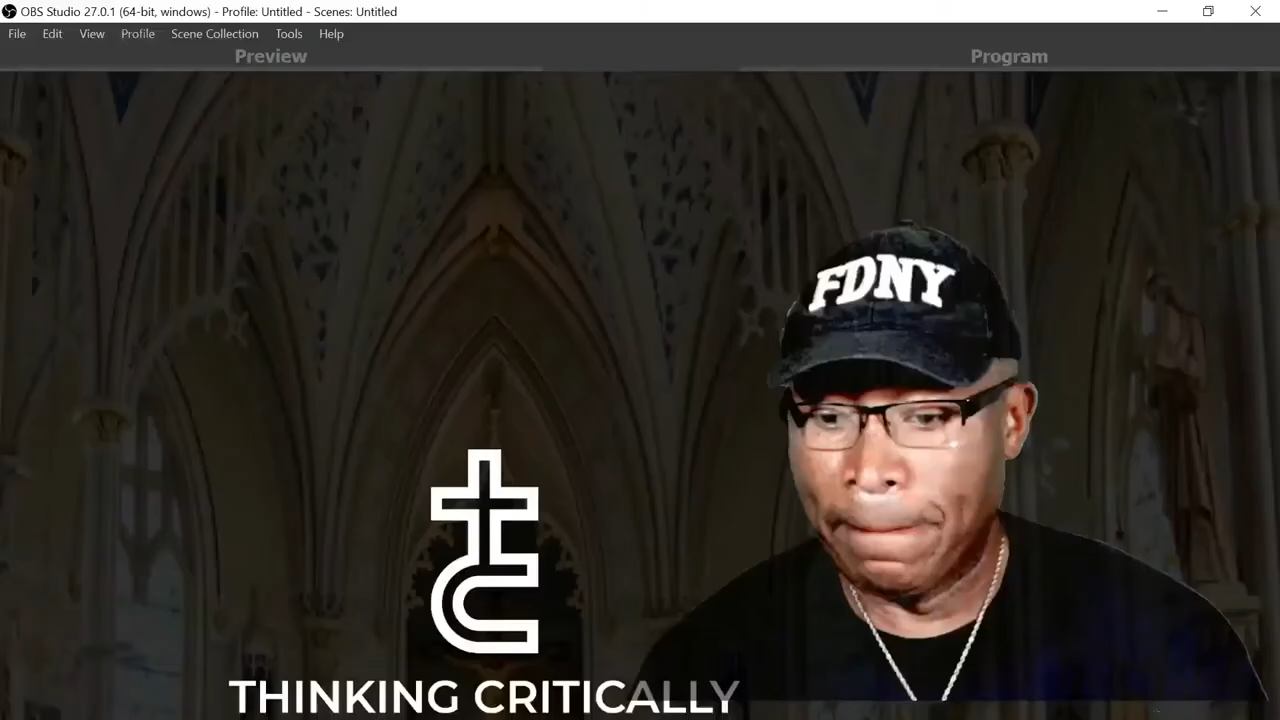 OBS Studio 27.0.1 (64-bit, windows) - Profile: Untitled - Scenes: Untitled
File Edit View Profile Scene Collection Tools Help
Preview Program
FDNY
tc
THINKING CRITICALLY